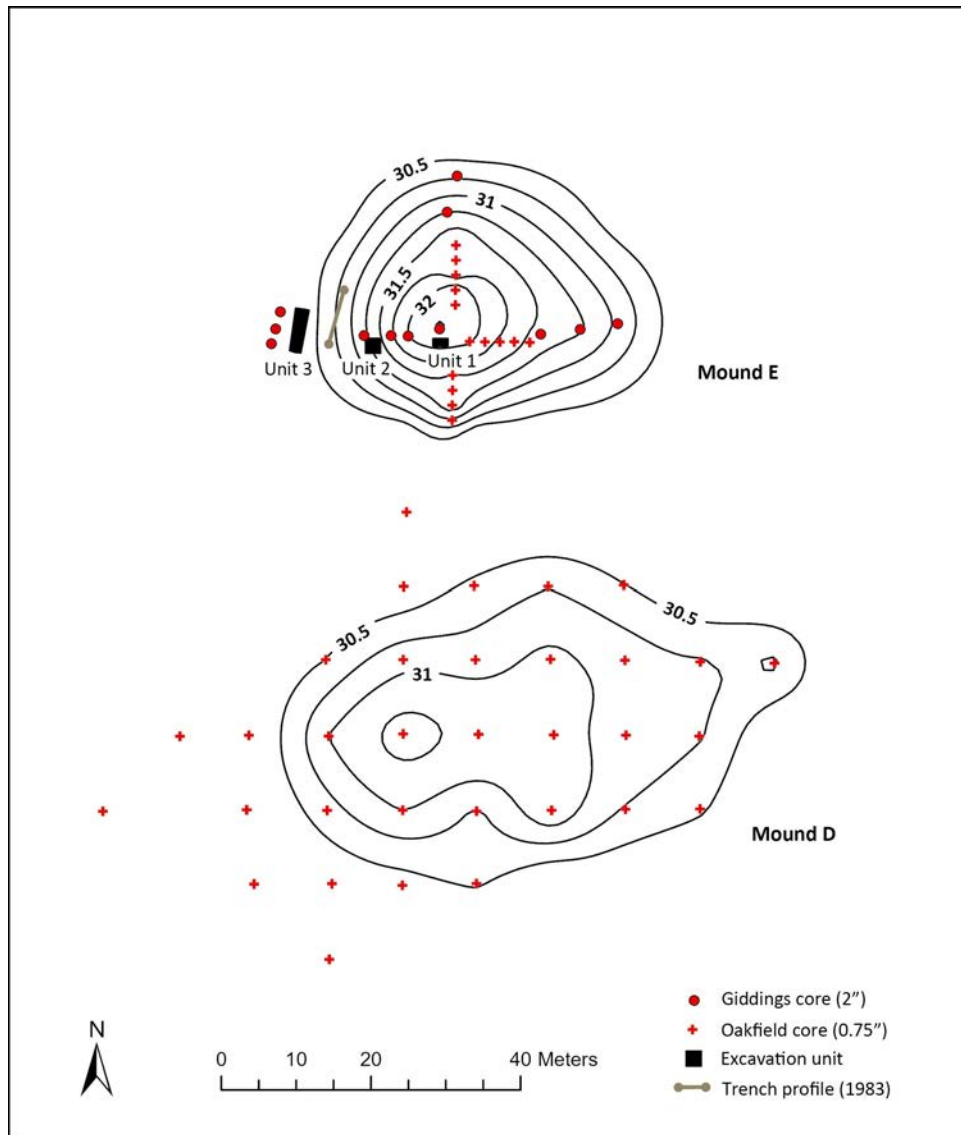 30.5
31
31.5
32
Unit 3
Unit 2
Unit 1
Mound E
30.5
30.5
31
Mound D
N
0 10 20 40 Meters
Giddings core (2”)
Oakfield core (0.75”)
Excavation unit
Trench profile (1983)